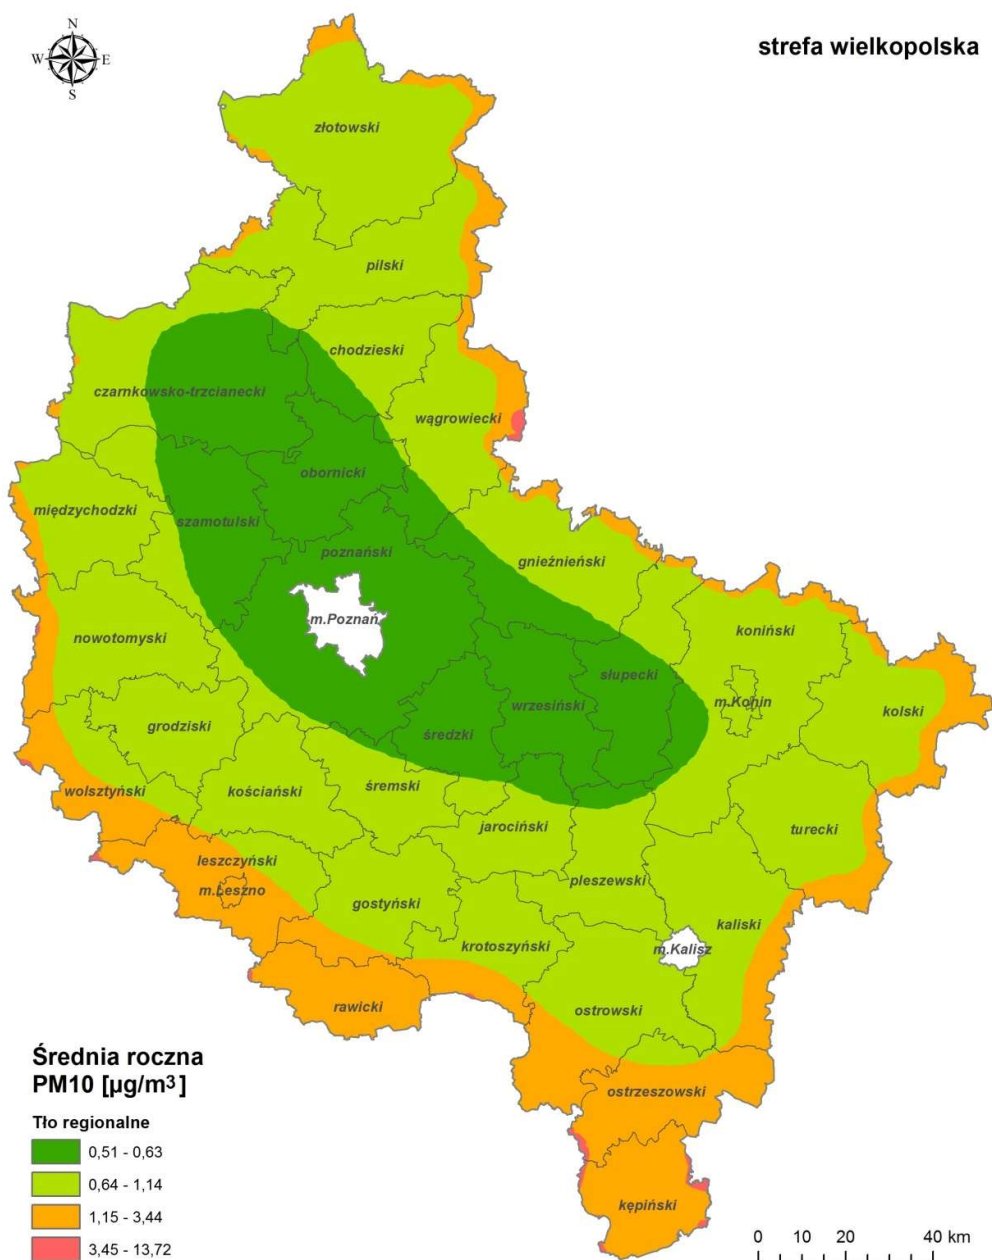 N
W E
S
strefa wielkopolska
złotowski
pilski
chodzieski
czarnkowsko-trzcianecki
wągrowiecki
obornicki
międzychodzki
szamotulski
poznański
gnieźnieński
m.Poznań
nowotomyski
koniński
słupecki
m.Konin
wrzesiński
kolski
grodziski
średzki
wolsztyński
kościański
śremski
jarociński
turecki
leszczyński
m.Leszno
pleszewski
gostyński
kaliski
krotoszyński
m.Kalisz
rawicki
ostrowski
ostrzeszowski
kępiński
Średnia roczna
PM10 [µg/m3 ]
Tło regionalne
0,51 - 0,63
0,64 - 1,14
1,15 - 3,44
3,45 - 13,72
0 10 20 40 km